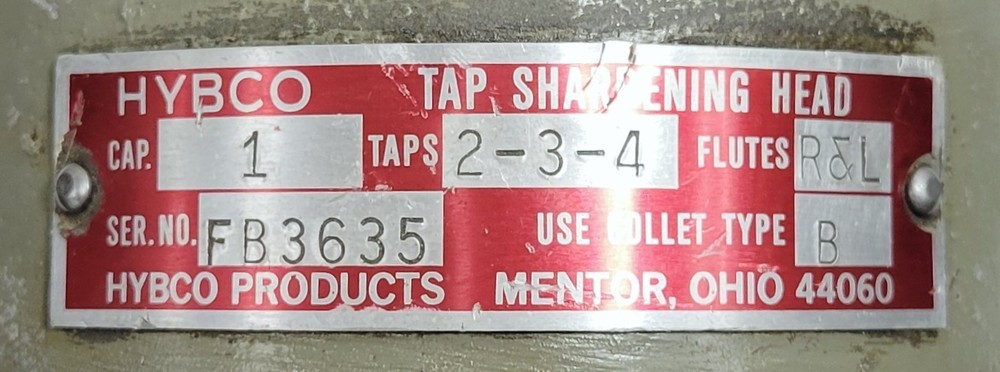 HYBCO TAP SHARPENING HEAD
CAP. 1 TAPS 2-3-4 FLUTES R&L
SER. NO. FB3635 USE COLLET TYPE B
HYBCO PRODUCTS MENTOR, OHIO 44060